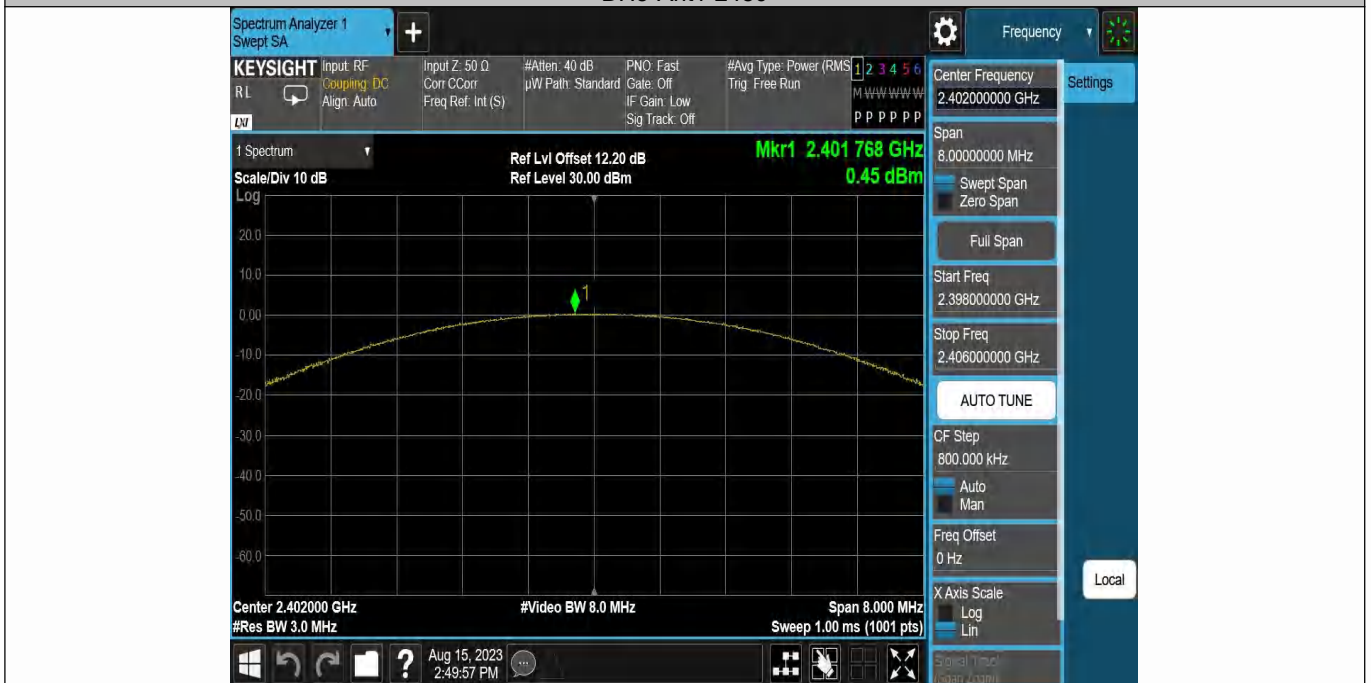 Spectrum Analyzer 1
Swept SA
+
Frequency
KEYSIGHT
RL
LXI
Input: RF
Coupling: DC
Align: Auto
Input Z: 50 Ω
Corr CCorr
Freq Ref: Int (S)
#Atten: 40 dB
µW Path: Standard
PNO: Fast
Gate: Off
IF Gain: Low
Sig Track: Off
#Avg Type: Power (RMS
Trig: Free Run
1 2 3 4 5 6
M W W W W W
P P P P P P
1 Spectrum
Scale/Div 10 dB
Ref Lvl Offset 12.20 dB
Ref Level 30.00 dBm
Mkr1 2.401 768 GHz
0.45 dBm
Log
20.0
10.0
0.00
-10.0
-20.0
-30.0
-40.0
-50.0
-60.0
1
Center 2.402000 GHz
#Res BW 3.0 MHz
#Video BW 8.0 MHz
Span 8.000 MHz
Sweep 1.00 ms (1001 pts)
Center Frequency
2.402000000 GHz
Settings
Span
8.00000000 MHz
Swept Span
Zero Span
Full Span
Start Freq
2.398000000 GHz
Stop Freq
2.406000000 GHz
AUTO TUNE
CF Step
800.000 kHz
Auto
Man
Freq Offset
0 Hz
X Axis Scale
Log
Lin
Local
Signal Track
(Span Zoom)
?
Aug 15, 2023
2:49:57 PM